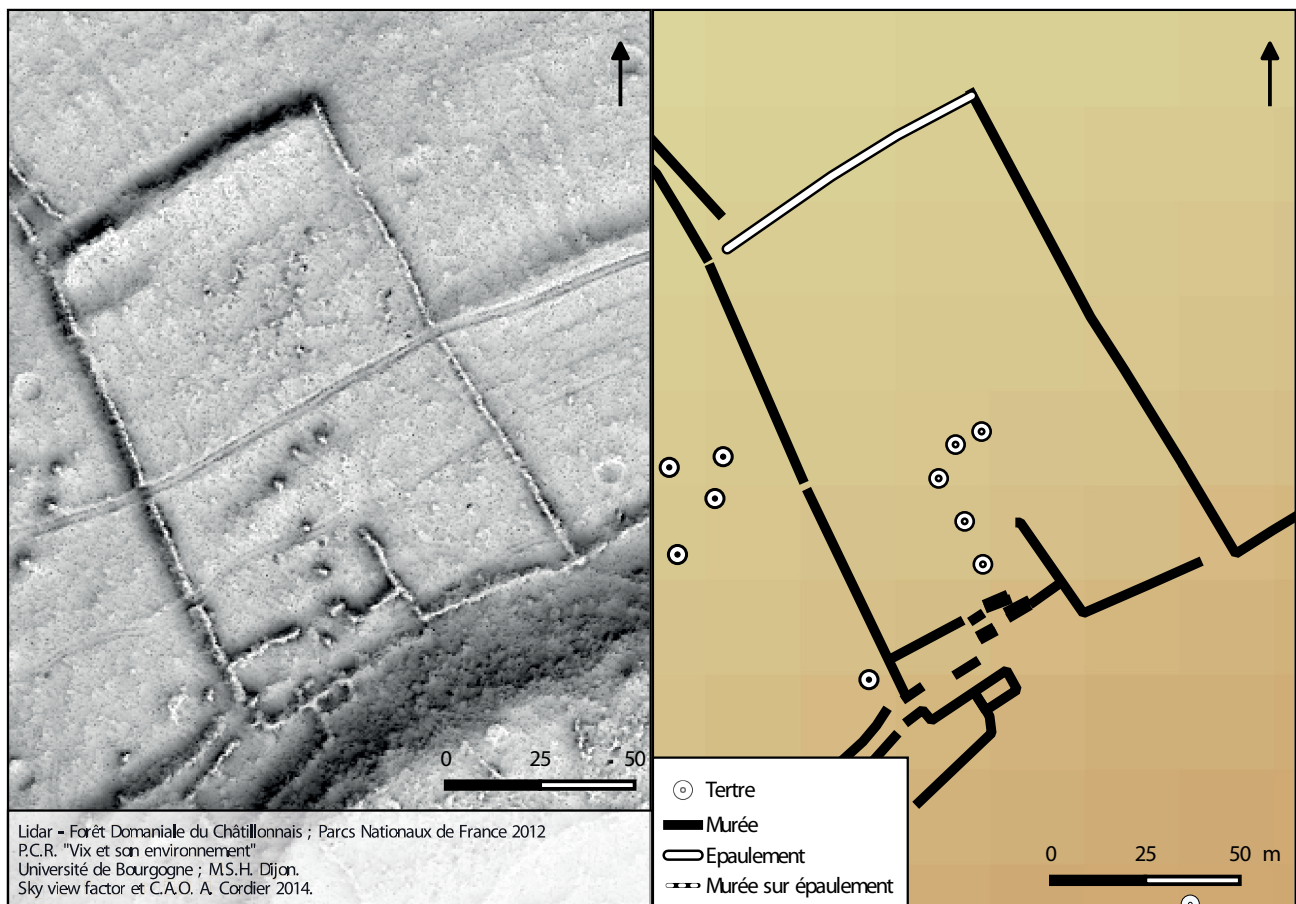 0 25 50
Lidar - Forêt Domaniale du Châtillonnais ; Parcs Nationaux de France 2012
P.C.R. "Vix et son environnement"
Université de Bourgogne ; M.S.H. Dijon.
Sky view factor et C.A.O. A. Cordier 2014.
Tertre
Murée
Epaulement
Murée sur épaulement
0 25 50 m